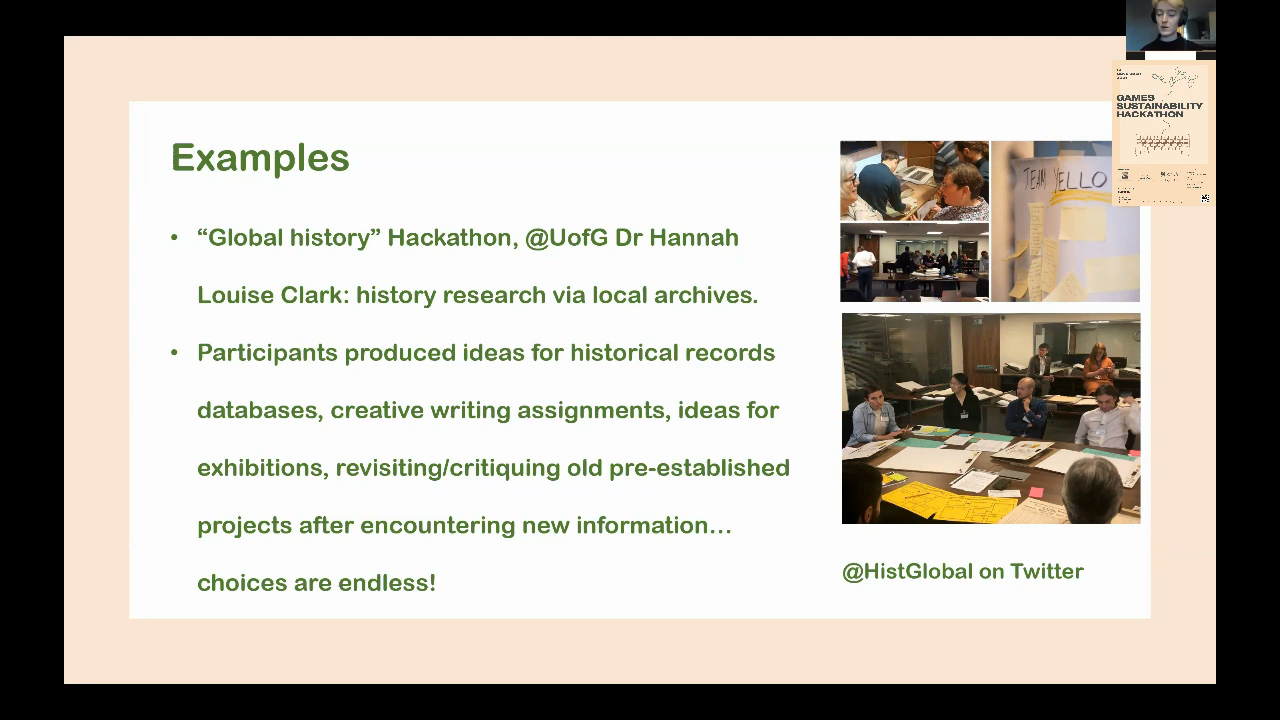 Examples
• “Global history” Hackathon, @UofG Dr Hannah
Louise Clark: history research via local archives.
• Participants produced ideas for historical records
databases, creative writing assignments, ideas for
exhibitions, revisiting/critiquing old pre-established
projects after encountering new information…
choices are endless!
TEAM
@HistGlobal on Twitter
GAMES
SUSTAINABILITY
HACKATHON